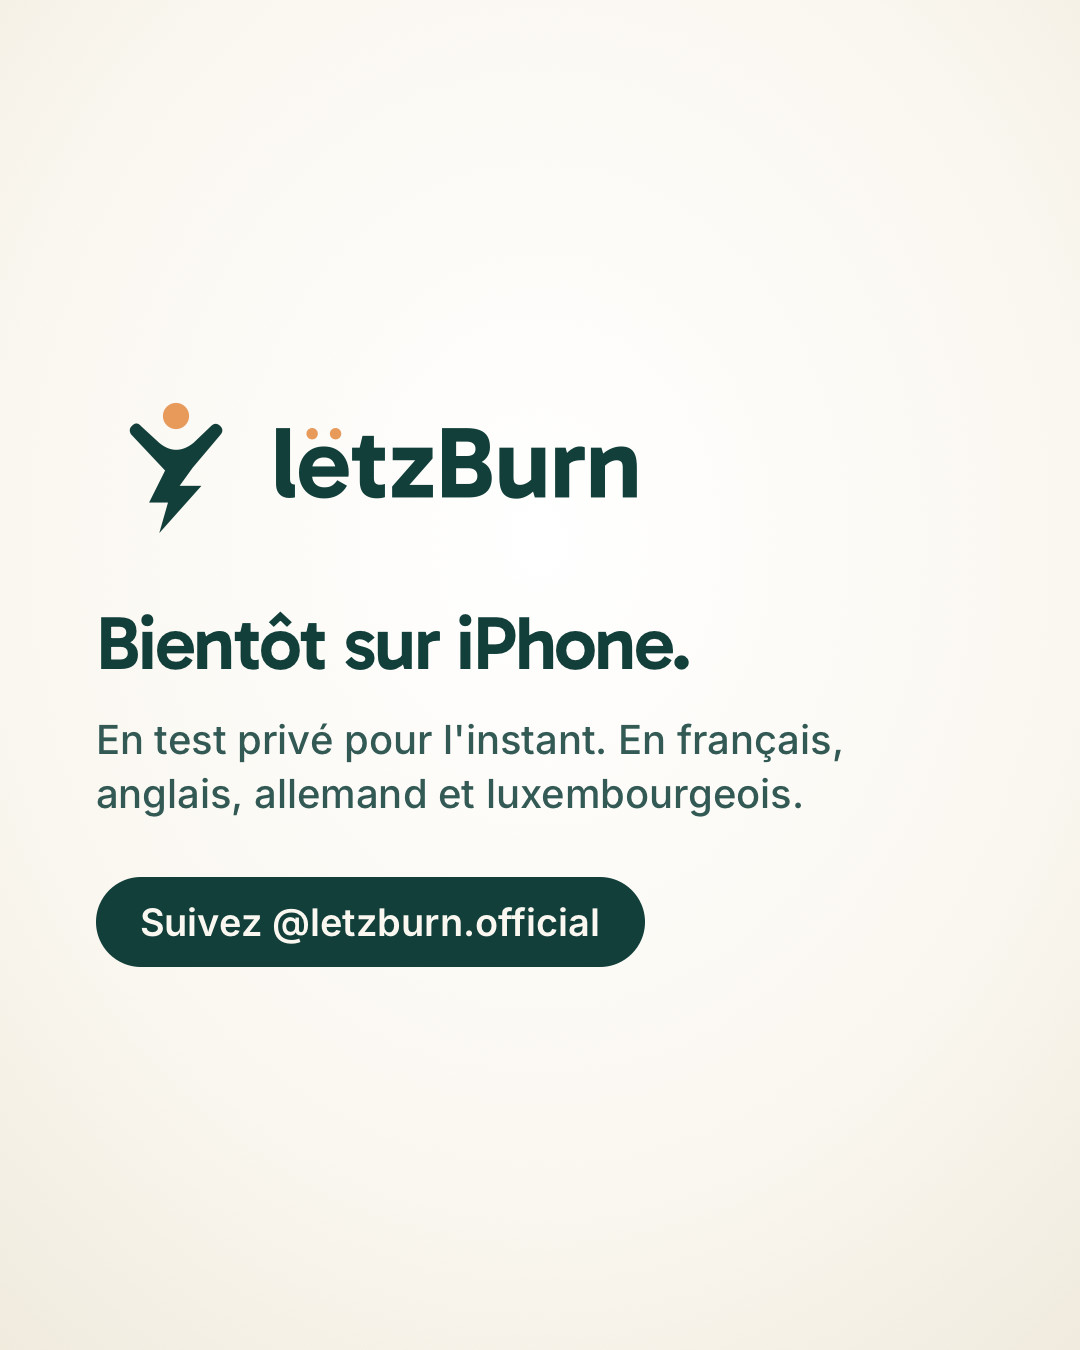 lëtzBurn
Bientôt sur iPhone.
En test privé pour l'instant. En français,
anglais, allemand et luxembourgeois.
Suivez @letzburn.official